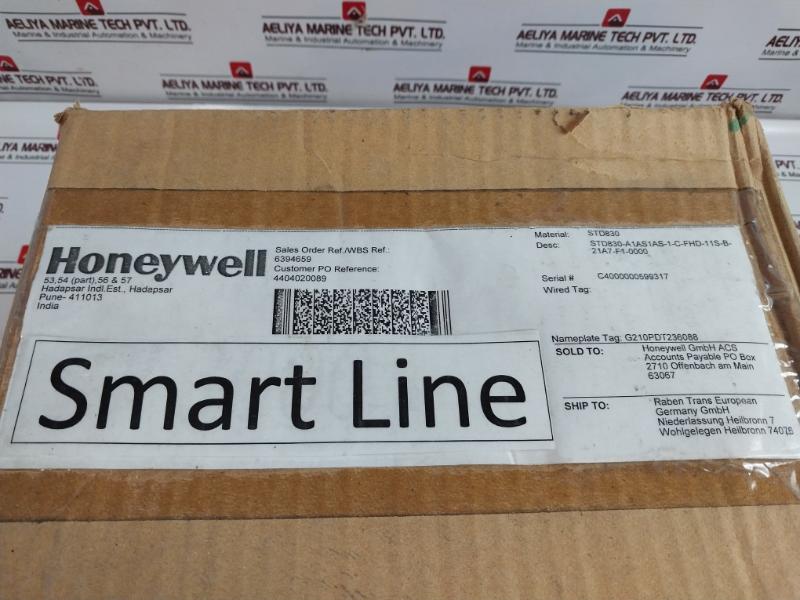 AELIYA MARINE TECH PVT. LTD.
Marine & Industrial Automation & Machinery
AELIYA MARINE TECH PVT. LTD.
Marine & Industrial Automation & Machinery
AELIYA MARINE TECH PVT. LTD.
Marine & Industrial Automation & Machinery
AELIYA MARINE
Marine & Industrial
AELIYA MARINE TECH PVT. LTD.
Marine & Industrial Automation & Machinery
AELIYA MARINE TECH PVT. LTD.
Marine & Industrial Automation & Machinery
Honeywell
53,54 (part),56 & 57
Hadapsar Indl.Est., Hadapsar
Pune- 411013
India
Sales Order Ref./WBS Ref.:
6394659
Customer PO Reference:
4404020089
Material: STD830
Desc: STD830-A1AS1AS-1-C-FHD-11S-B-
21A7-F1-0000
Serial # C4000000599317
Wired Tag:
Nameplate Tag: G210PDT236088
SOLD TO: Honeywell GmbH ACS
Accounts Payable PO Box
2710 Offenbach am Main
63067
SHIP TO: Raben Trans European
Germany GmbH
Niederlassung Heilbronn 7
Wohlgelegen Heilbronn 74078
Smart Line